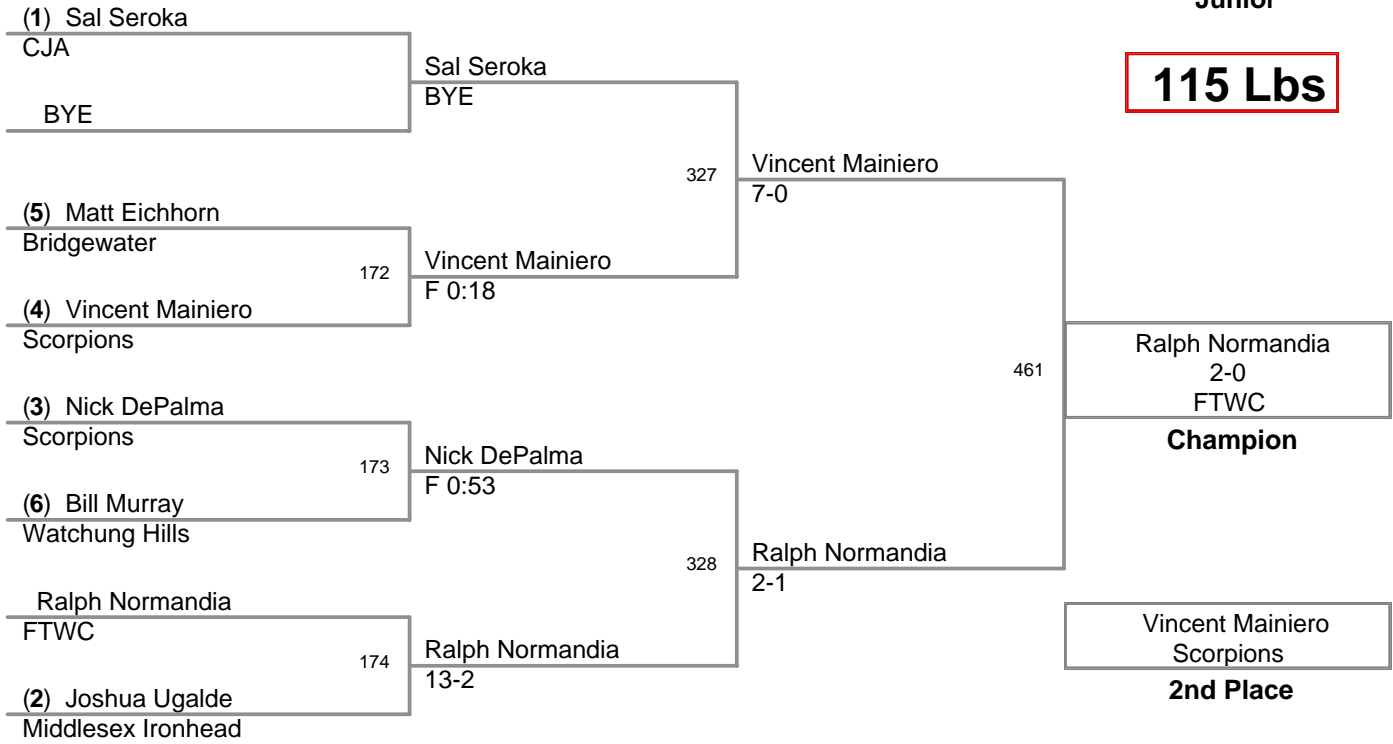 Junior
115 Lbs
(1) Sal Seroka
CJA
BYE
(5) Matt Eichhorn
Bridgewater
172
(4) Vincent Mainiero
Scorpions
(3) Nick DePalma
Scorpions
173
(6) Bill Murray
Watchung Hills
Ralph Normandia
FTWC
174
(2) Joshua Ugalde
Middlesex Ironhead
Sal Seroka
BYE
327
Vincent Mainiero
F 0:18
Nick DePalma
F 0:53
328
Ralph Normandia
13-2
Vincent Mainiero
7-0
461
Ralph Normandia
2-1
Ralph Normandia
2-0
FTWC
Champion
Vincent Mainiero
Scorpions
2nd Place